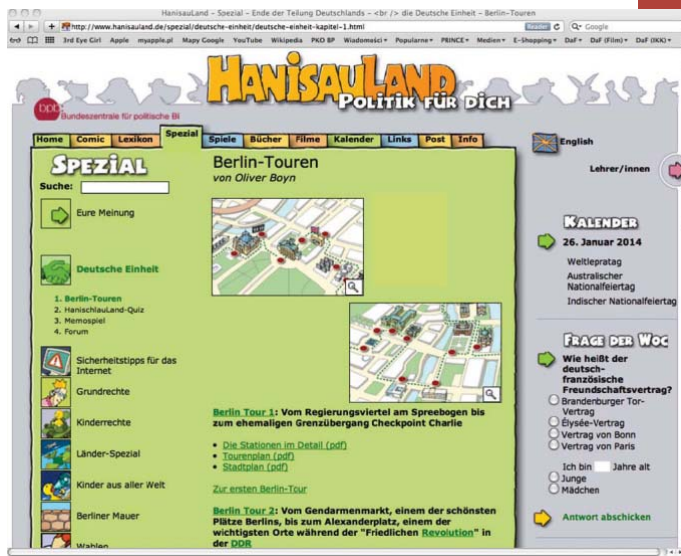 HanisauLand – Spezial – Ende der Teilung Deutschlands – <br /> die Deutsche Einheit – Berlin-Touren
http://www.hanisauland.de/spezial/deutsche-einheit/deutsche-einheit-kapitel-1.html
Reader
Google
3rd Eye Girl Apple myapple.pl Mapy Google YouTube Wikipedia PKO BP Wiadomości Popularne PRINCE Medien E-Shopping DaF DaF (Film) DaF (IKK)
HANISAULAND
POLITIK FÜR DICH
bpb:
Bundeszentrale für politische Bi
Home Comic Lexikon Spezial Spiele Bücher Filme Kalender Links Post Info
English
Lehrer/innen
SPEZIAL
Suche:
Eure Meinung
Deutsche Einheit
1. Berlin-Touren
2. HanischlauLand-Quiz
3. Memospiel
4. Forum
Sicherheitstipps für das
Internet
Grundrechte
Kinderrechte
Länder-Spezial
Kinder aus aller Welt
Berliner Mauer
Wahlen
Berlin-Touren
von Oliver Boyn
Berlin Tour 1: Vom Regierungsviertel am Spreebogen bis
zum ehemaligen Grenzübergang Checkpoint Charlie
• Die Stationen im Detail (pdf)
• Tourenplan (pdf)
• Stadtplan (pdf)
Zur ersten Berlin-Tour
Berlin Tour 2: Vom Gendarmenmarkt, einem der schönsten
Plätze Berlins, bis zum Alexanderplatz, einem der
wichtigsten Orte während der "Friedlichen Revolution" in
der DDR
KALENDER
26. Januar 2014
Weltlepratag
Australischer
Nationalfeiertag
Indischer Nationalfeiertag
FRAGE DER WOC
Wie heißt der
deutsch-
französische
Freundschaftsvertrag?
Brandenburger Tor-
Vertrag
Élysée-Vertrag
Vertrag von Bonn
Vertrag von Paris
Ich bin Jahre alt
Junge
Mädchen
Antwort abschicken